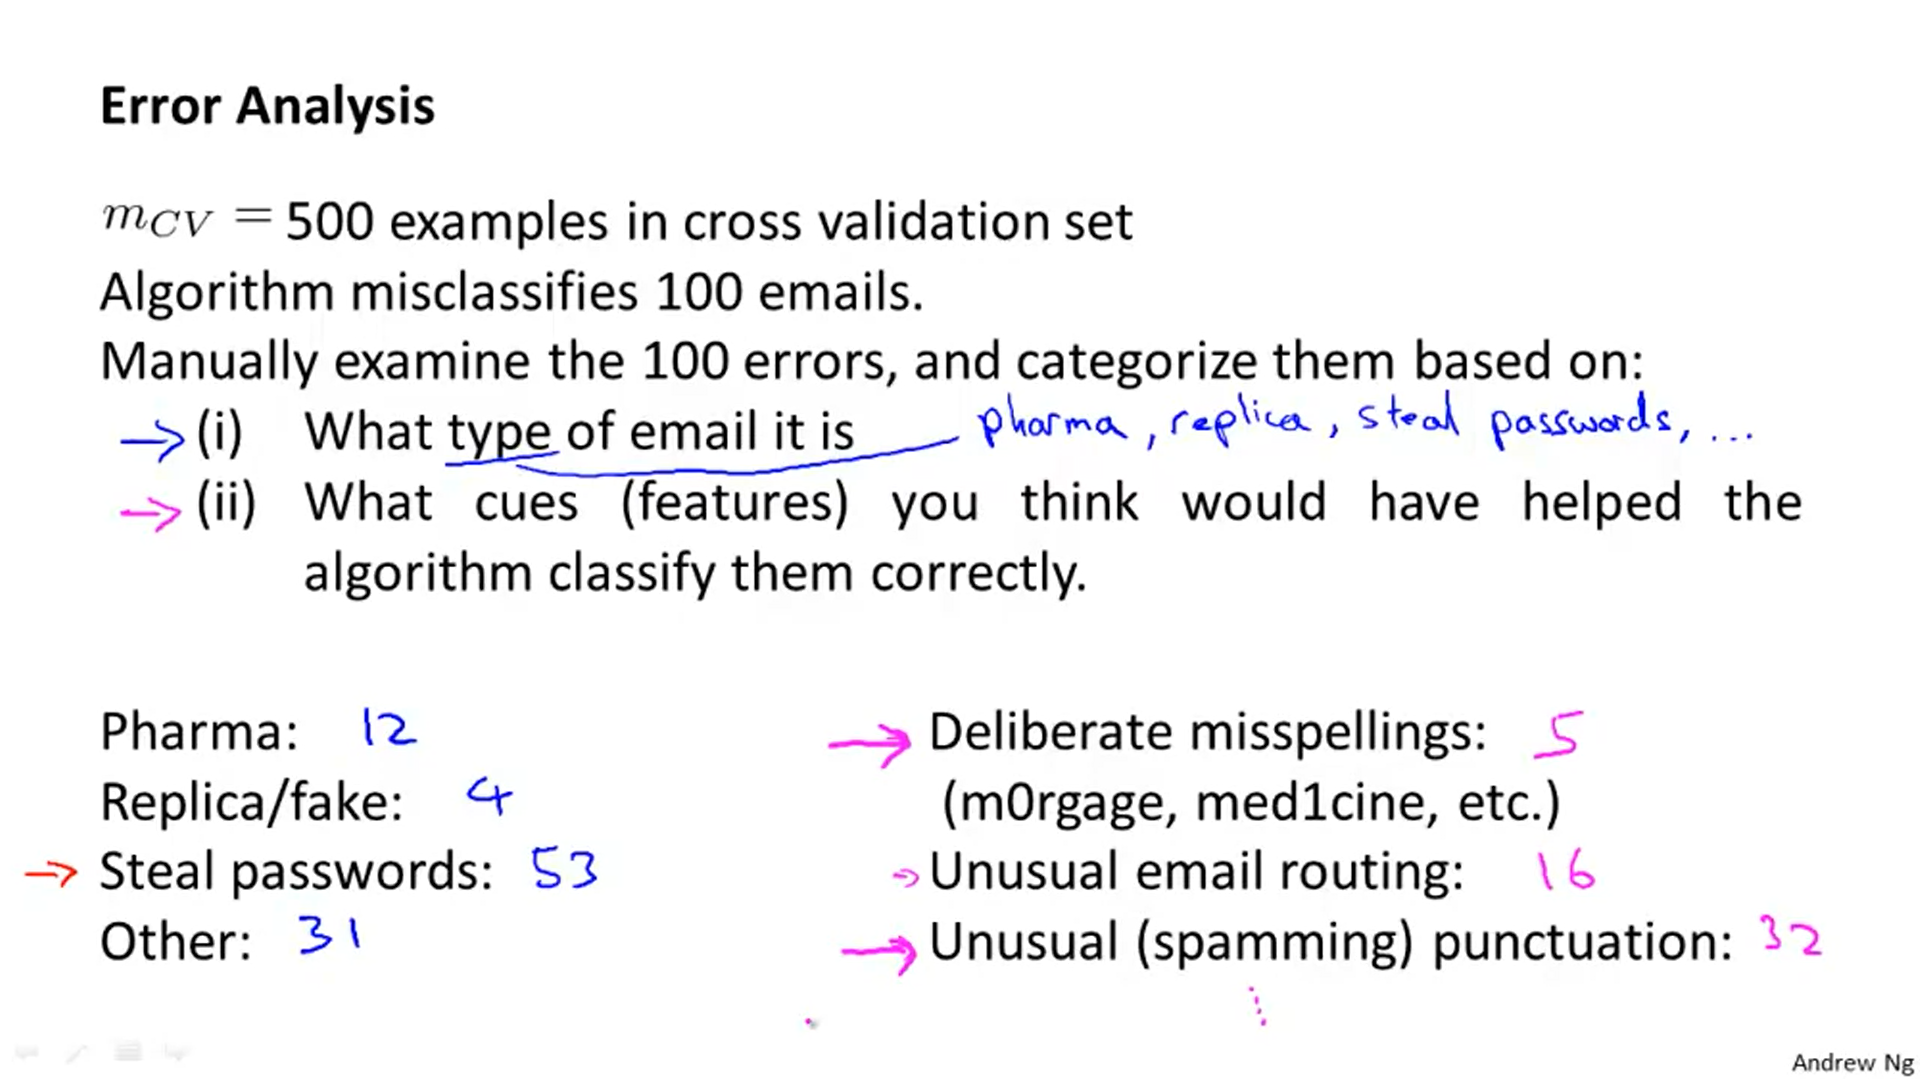 Error Analysis
m_CV = 500 examples in cross validation set
Algorithm misclassifies 100 emails.
Manually examine the 100 errors, and categorize them based on:
→ (i) What type of email it is pharma, replica, steal passwords, ...
→ (ii) What cues (features) you think would have helped the
algorithm classify them correctly.
Pharma: 12
Replica/fake: 4
→ Steal passwords: 53
Other: 31
→ Deliberate misspellings: 5
(m0rgage, med1cine, etc.)
→ Unusual email routing: 16
→ Unusual (spamming) punctuation: 32
⋮
Andrew Ng